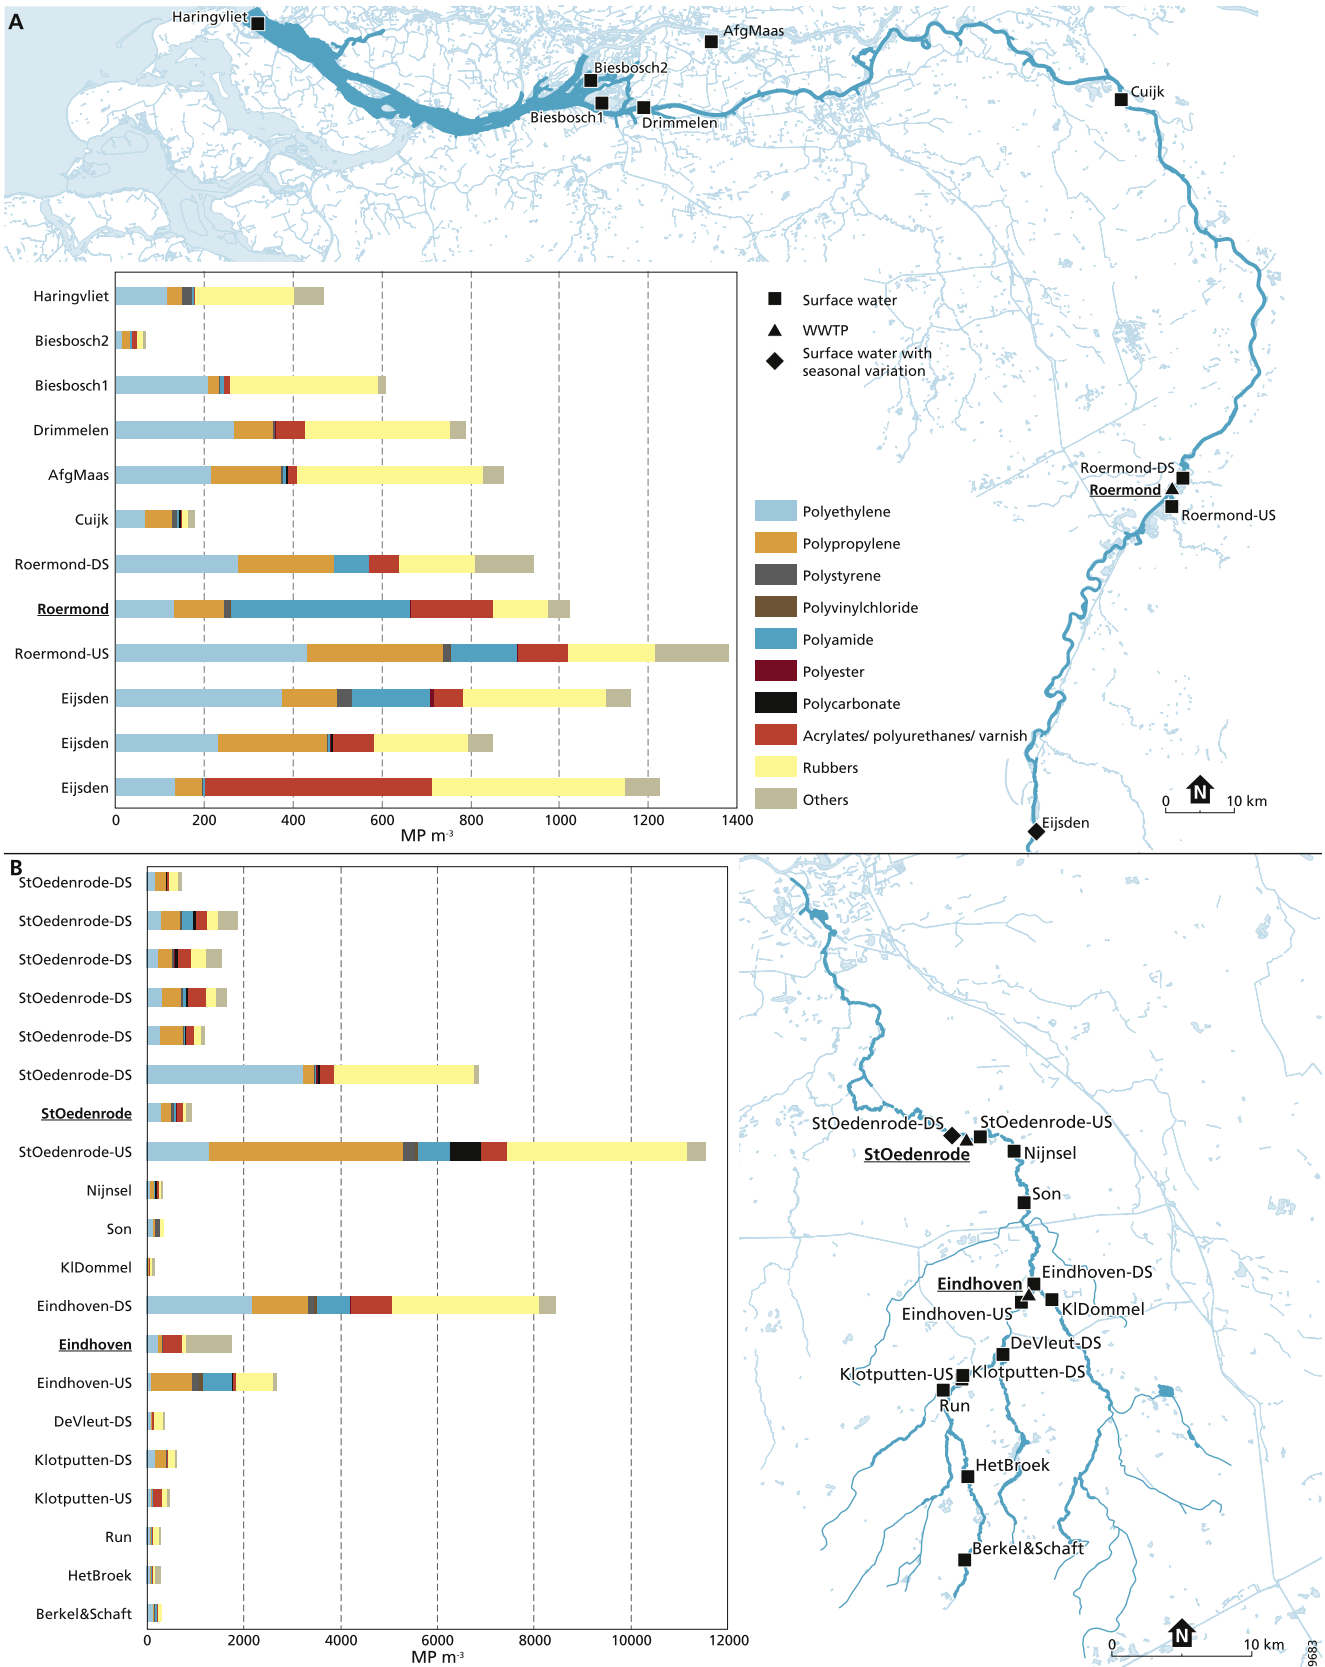 A
Haringvliet
AfgMaas
Biesbosch2
Biesbosch1
Drimmelen
Cuijk
Haringvliet
Biesbosch2
Biesbosch1
Drimmelen
AfgMaas
Cuijk
Roermond-DS
Roermond
Roermond-US
Eijsden
Eijsden
Eijsden
0 200 400 600 800 1000 1200 1400
MP m-3
Surface water
WWTP
Surface water with
seasonal variation
Polyethylene
Polypropylene
Polystyrene
Polyvinylchloride
Polyamide
Polyester
Polycarbonate
Acrylates/ polyurethanes/ varnish
Rubbers
Others
Roermond-DS
Roermond
Roermond-US
Eijsden
N
0 10 km
B
StOedenrode-DS
StOedenrode-DS
StOedenrode-DS
StOedenrode-DS
StOedenrode-DS
StOedenrode-DS
StOedenrode
StOedenrode-US
Nijnsel
Son
KlDommel
Eindhoven-DS
Eindhoven
Eindhoven-US
DeVleut-DS
Klotputten-DS
Klotputten-US
Run
HetBroek
Berkel&Schaft
0 2000 4000 6000 8000 10000 12000
MP m-3
StOedenrode-DS
StOedenrode-US
StOedenrode
Nijnsel
Son
Eindhoven-DS
Eindhoven
Eindhoven-US
KlDommel
DeVleut-DS
Klotputten-US
Klotputten-DS
Run
HetBroek
Berkel&Schaft
N
0 10 km
9683